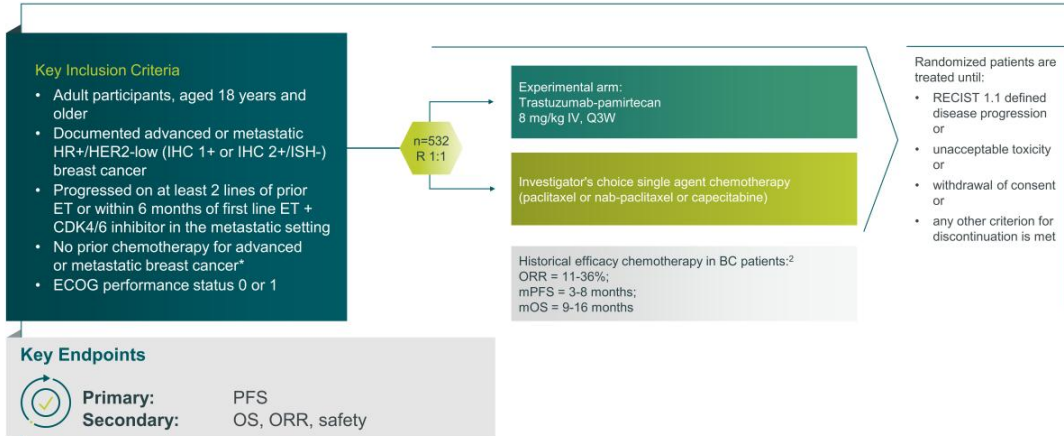 Key Inclusion Criteria
• Adult participants, aged 18 years and
older
• Documented advanced or metastatic
HR+/HER2-low (IHC 1+ or IHC 2+/ISH-)
breast cancer
• Progressed on at least 2 lines of prior
ET or within 6 months of first line ET +
CDK4/6 inhibitor in the metastatic setting
• No prior chemotherapy for advanced
or metastatic breast cancer*
• ECOG performance status 0 or 1
n=532
R 1:1
Experimental arm:
Trastuzumab-pamirtecan
8 mg/kg IV, Q3W
Investigator's choice single agent chemotherapy
(paclitaxel or nab-paclitaxel or capecitabine)
Historical efficacy chemotherapy in BC patients:²
ORR = 11-36%;
mPFS = 3-8 months;
mOS = 9-16 months
Randomized patients are
treated until:
• RECIST 1.1 defined
disease progression
or
• unacceptable toxicity
or
• withdrawal of consent
or
• any other criterion for
discontinuation is met
Key Endpoints
Primary: PFS
Secondary: OS, ORR, safety